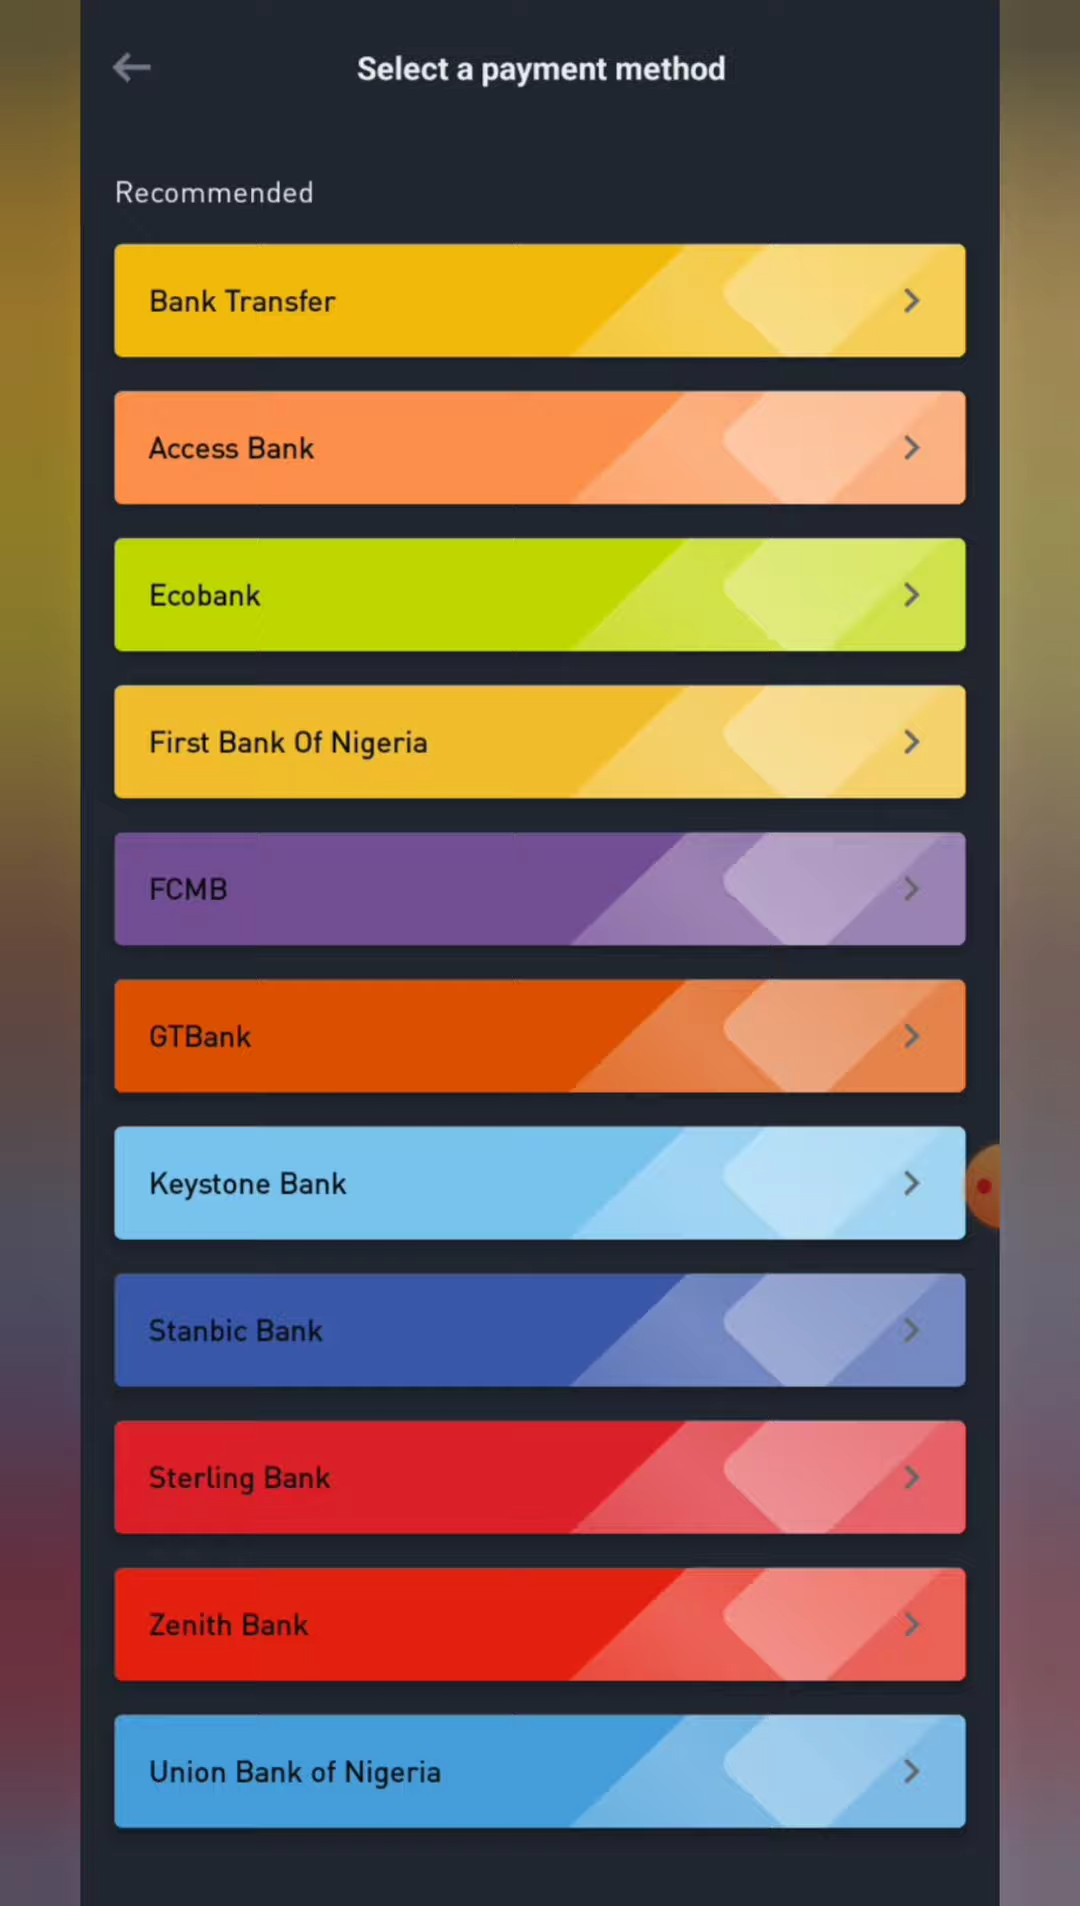 Select a payment method
Recommended
Bank Transfer
Access Bank
Ecobank
First Bank Of Nigeria
FCMB
GTBank
Keystone Bank
Stanbic Bank
Sterling Bank
Zenith Bank
Union Bank of Nigeria